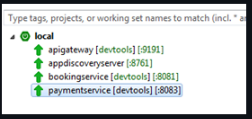 Type tags, projects, or working set names to match (incl. * an
local
apigateway [devtools] [:9191]
appdiscoveryserver [:8761]
bookingservice [devtools] [:8081]
paymentservice [devtools] [:8083]